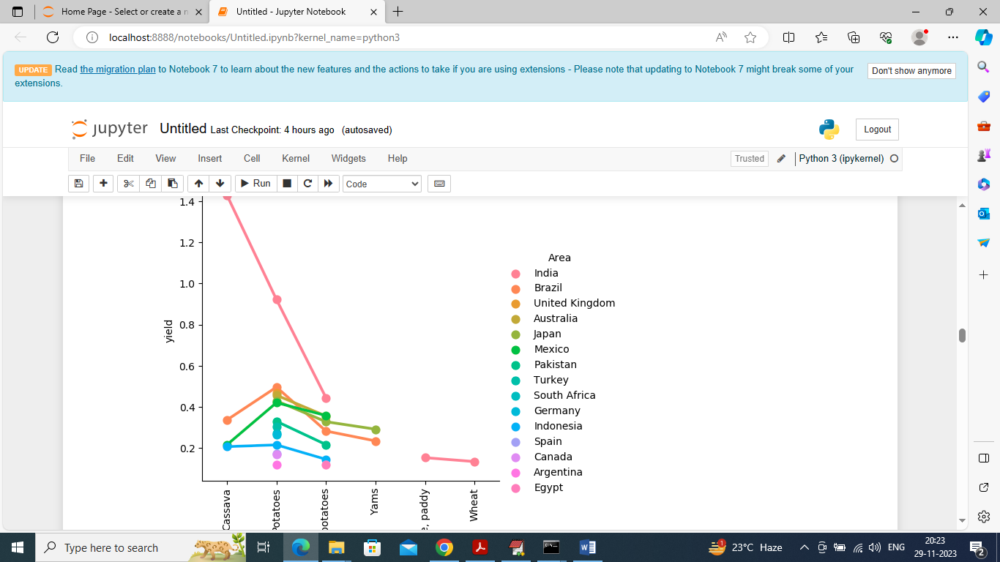 Home Page - Select or create a n
Untitled - Jupyter Notebook
localhost:8888/notebooks/Untitled.ipynb?kernel_name=python3
UPDATE Read the migration plan to Notebook 7 to learn about the new features and the actions to take if you are using extensions - Please note that updating to Notebook 7 might break some of your
extensions.
Don't show anymore
jupyter Untitled Last Checkpoint: 4 hours ago (autosaved)
Logout
File Edit View Insert Cell Kernel Widgets Help
Trusted
Python 3 (ipykernel)
Run
Code
1.4
1.2
1.0
0.8
0.6
0.4
0.2
yield
Cassava
Potatoes
potatoes
Yams
e, paddy
Wheat
Area
India
Brazil
United Kingdom
Australia
Japan
Mexico
Pakistan
Turkey
South Africa
Germany
Indonesia
Spain
Canada
Argentina
Egypt
Type here to search
1
23°C Haze
ENG
20:23
29-11-2023
2